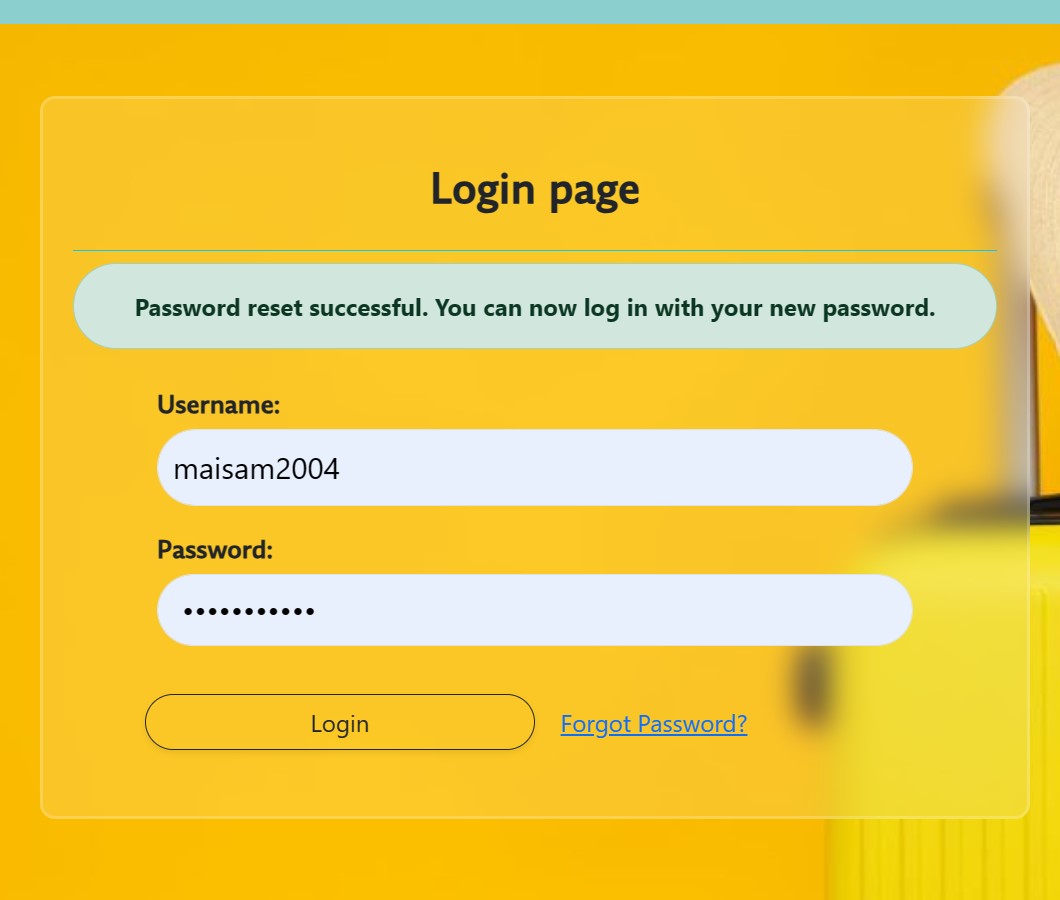 Login page
Password reset successful. You can now log in with your new password.
Username:
maisam2004
Password:
•••••••••••
Login
Forgot Password?